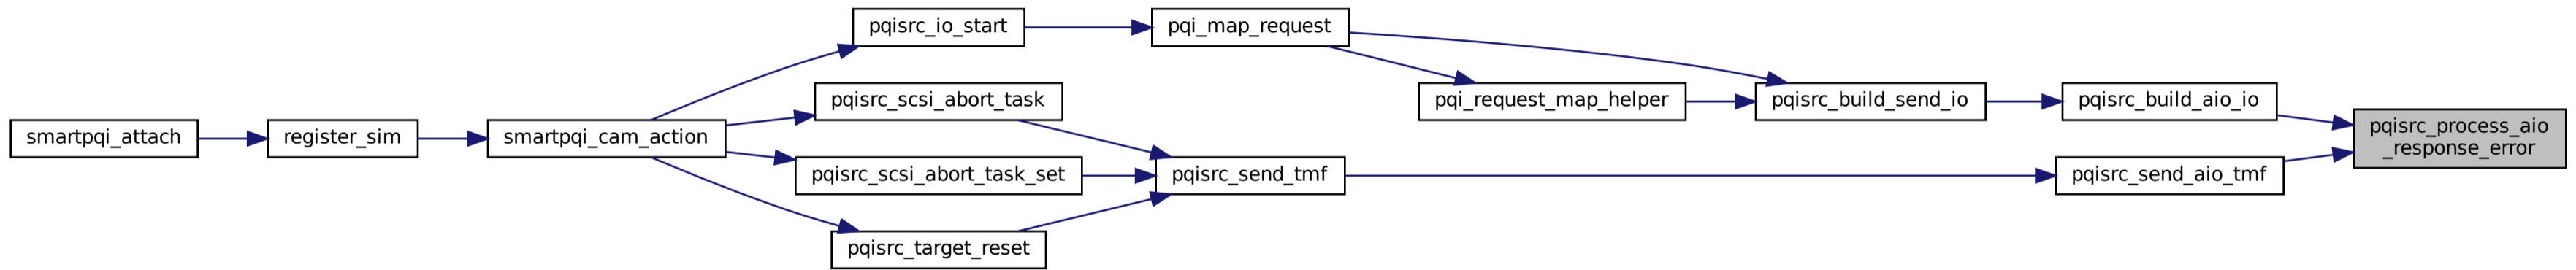 pqisrc_io_start
pqi_map_request
pqisrc_scsi_abort_task
pqi_request_map_helper
pqisrc_build_send_io
pqisrc_build_aio_io
smartpqi_attach
register_sim
smartpqi_cam_action
pqisrc_process_aio
_response_error
pqisrc_scsi_abort_task_set
pqisrc_send_tmf
pqisrc_send_aio_tmf
pqisrc_target_reset